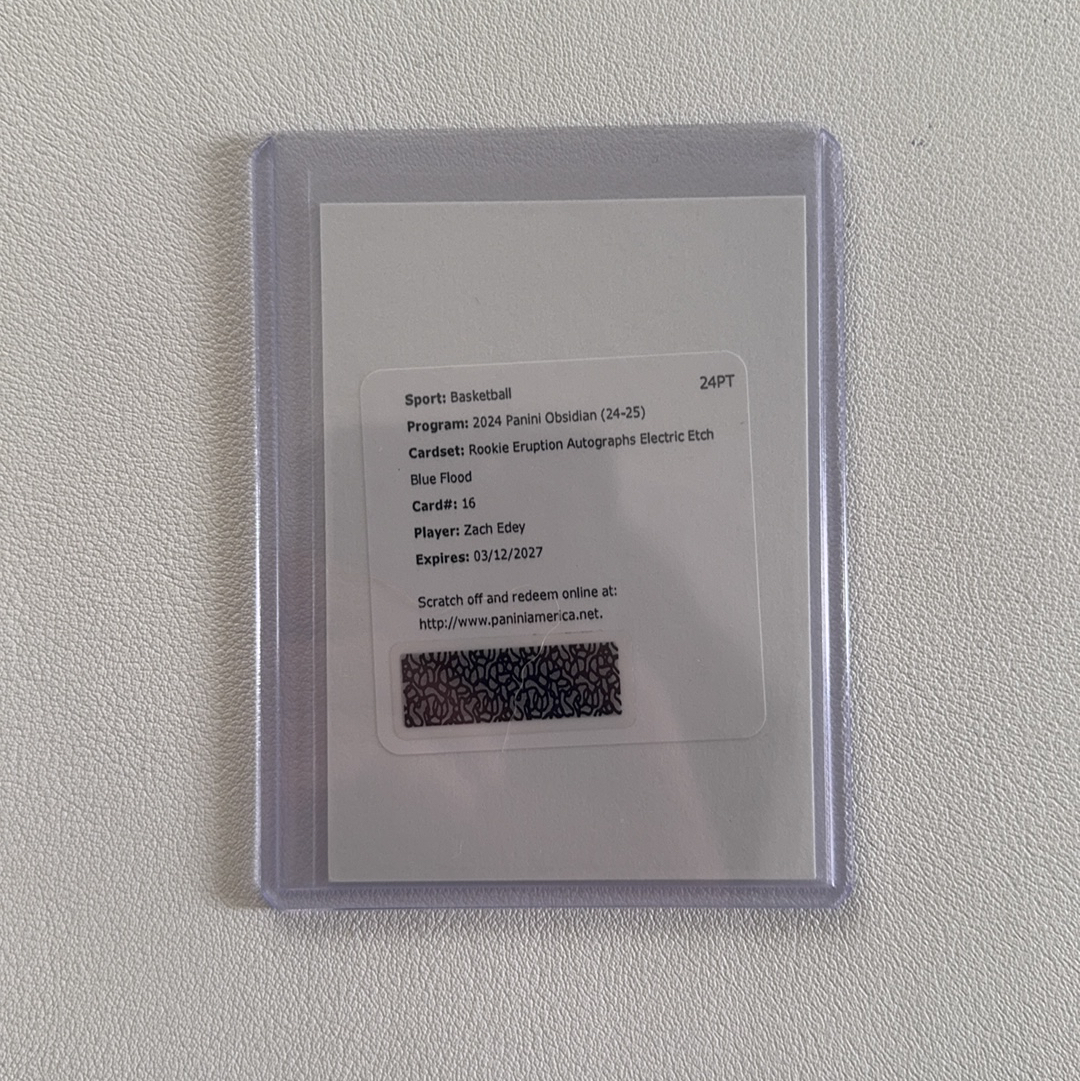 24PT
Sport: Basketball
Program: 2024 Panini Obsidian (24-25)
Cardset: Rookie Eruption Autographs Electric Etch
Blue Flood
Card#: 16
Player: Zach Edey
Expires: 03/12/2027
Scratch off and redeem online at:
http://www.paniniamerica.net.